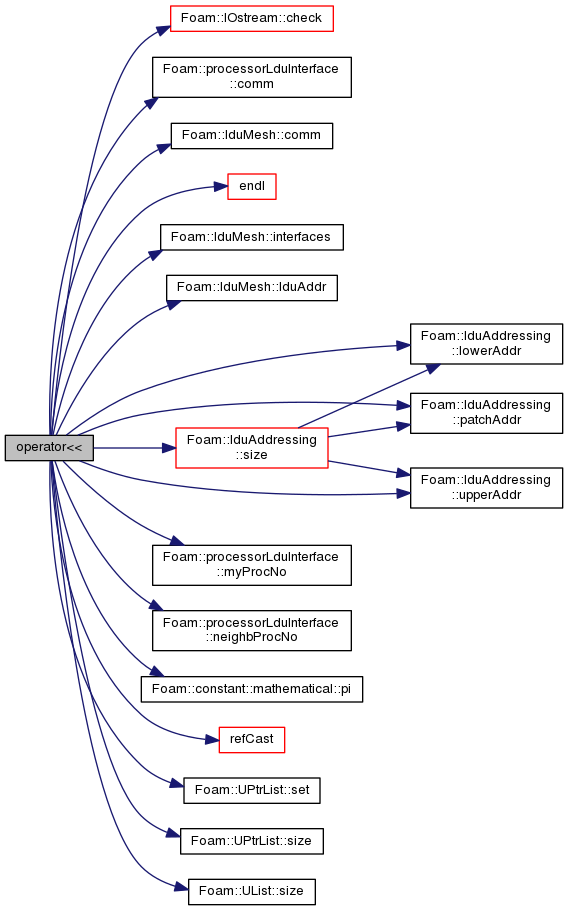 Foam::IOstream::check
Foam::processorLduInterface
::comm
Foam::lduMesh::comm
endl
Foam::lduMesh::interfaces
Foam::lduMesh::lduAddr
Foam::lduAddressing
::lowerAddr
Foam::lduAddressing
::patchAddr
operator<<
Foam::lduAddressing
::size
Foam::lduAddressing
::upperAddr
Foam::processorLduInterface
::myProcNo
Foam::processorLduInterface
::neighbProcNo
Foam::constant::mathematical::pi
refCast
Foam::UPtrList::set
Foam::UPtrList::size
Foam::UList::size